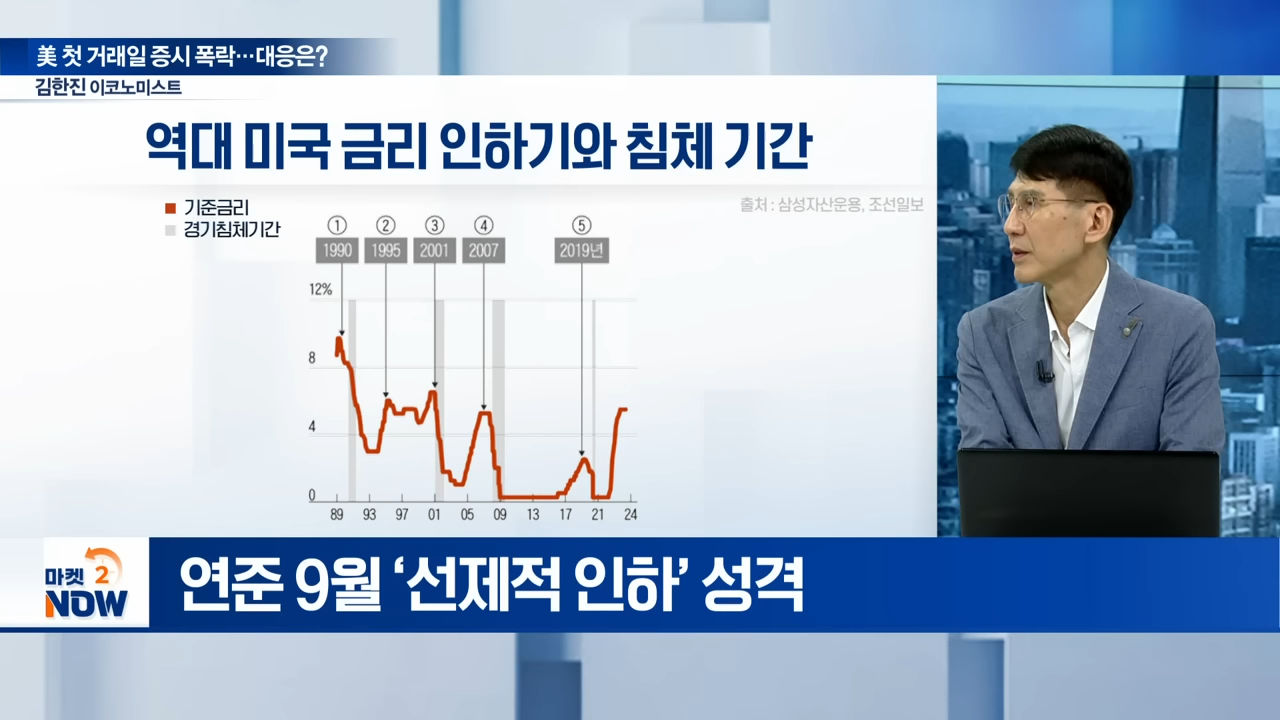 美 첫 거래일 증시 폭락…대응은?
김한진 이코노미스트
역대 미국 금리 인하기와 침체 기간
출처 : 삼성자산운용, 조선일보
기준금리
경기침체기간
① ② ③ ④ ⑤
1990 1995 2001 2007 2019년
12%
8
4
0
89 93 97 01 05 09 13 17 21 24
마켓 2
NOW
연준 9월 ‘선제적 인하’ 성격